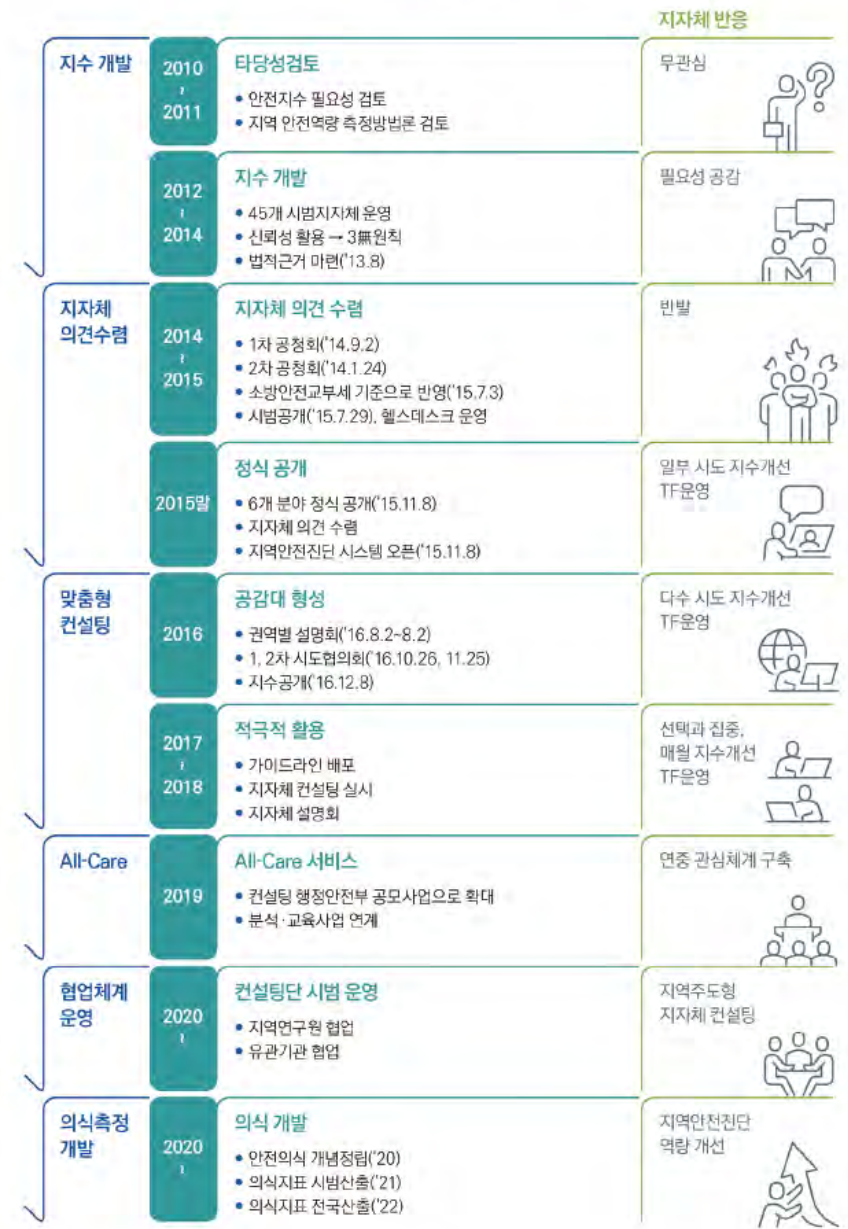 지자체 반응
지수 개발
2010
~
2011
타당성검토
• 안전지수 필요성 검토
• 지역 안전역량 측정방법론 검토
무관심
2012
~
2014
지수 개발
• 45개 시범지자체 운영
• 신뢰성 활용 → 3無원칙
• 법적근거 마련('13.8)
필요성 공감
지자체
의견수렴
2014
~
2015
지자체 의견 수렴
• 1차 공청회('14.9.2)
• 2차 공청회('14.1.24)
• 소방안전교부세 기준으로 반영('15.7.3)
• 시범공개('15.7.29), 헬스데스크 운영
반발
2015말
정식 공개
• 6개 분야 정식 공개('15.11.8)
• 지자체 의견 수렴
• 지역안전진단 시스템 오픈('15.11.8)
일부 시도 지수개선
TF운영
맞춤형
컨설팅
2016
공감대 형성
• 권역별 설명회('16.8.2~8.2)
• 1, 2차 시도협의회('16.10.26, 11.25)
• 지수공개('16.12.8)
다수 시도 지수개선
TF운영
2017
~
2018
적극적 활용
• 가이드라인 배포
• 지자체 컨설팅 실시
• 지자체 설명회
선택과 집중,
매월 지수개선
TF운영
All-Care
2019
All-Care 서비스
• 컨설팅 행정안전부 공모사업으로 확대
• 분석·교육사업 연계
연중 관심체계 구축
협업체계
운영
2020
~
컨설팅단 시범 운영
• 지역연구원 협업
• 유관기관 협업
지역주도형
지자체 컨설팅
의식측정
개발
2020
~
의식 개발
• 안전의식 개념정립('20)
• 의식지표 시범산출('21)
• 의식지표 전국산출('22)
지역안전진단
역량 개선